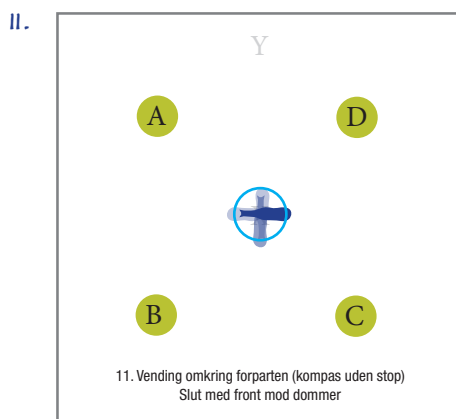 11.
Y
A D
B C
11. Vending omkring forparten (kompas uden stop)
Slut med front mod dommer